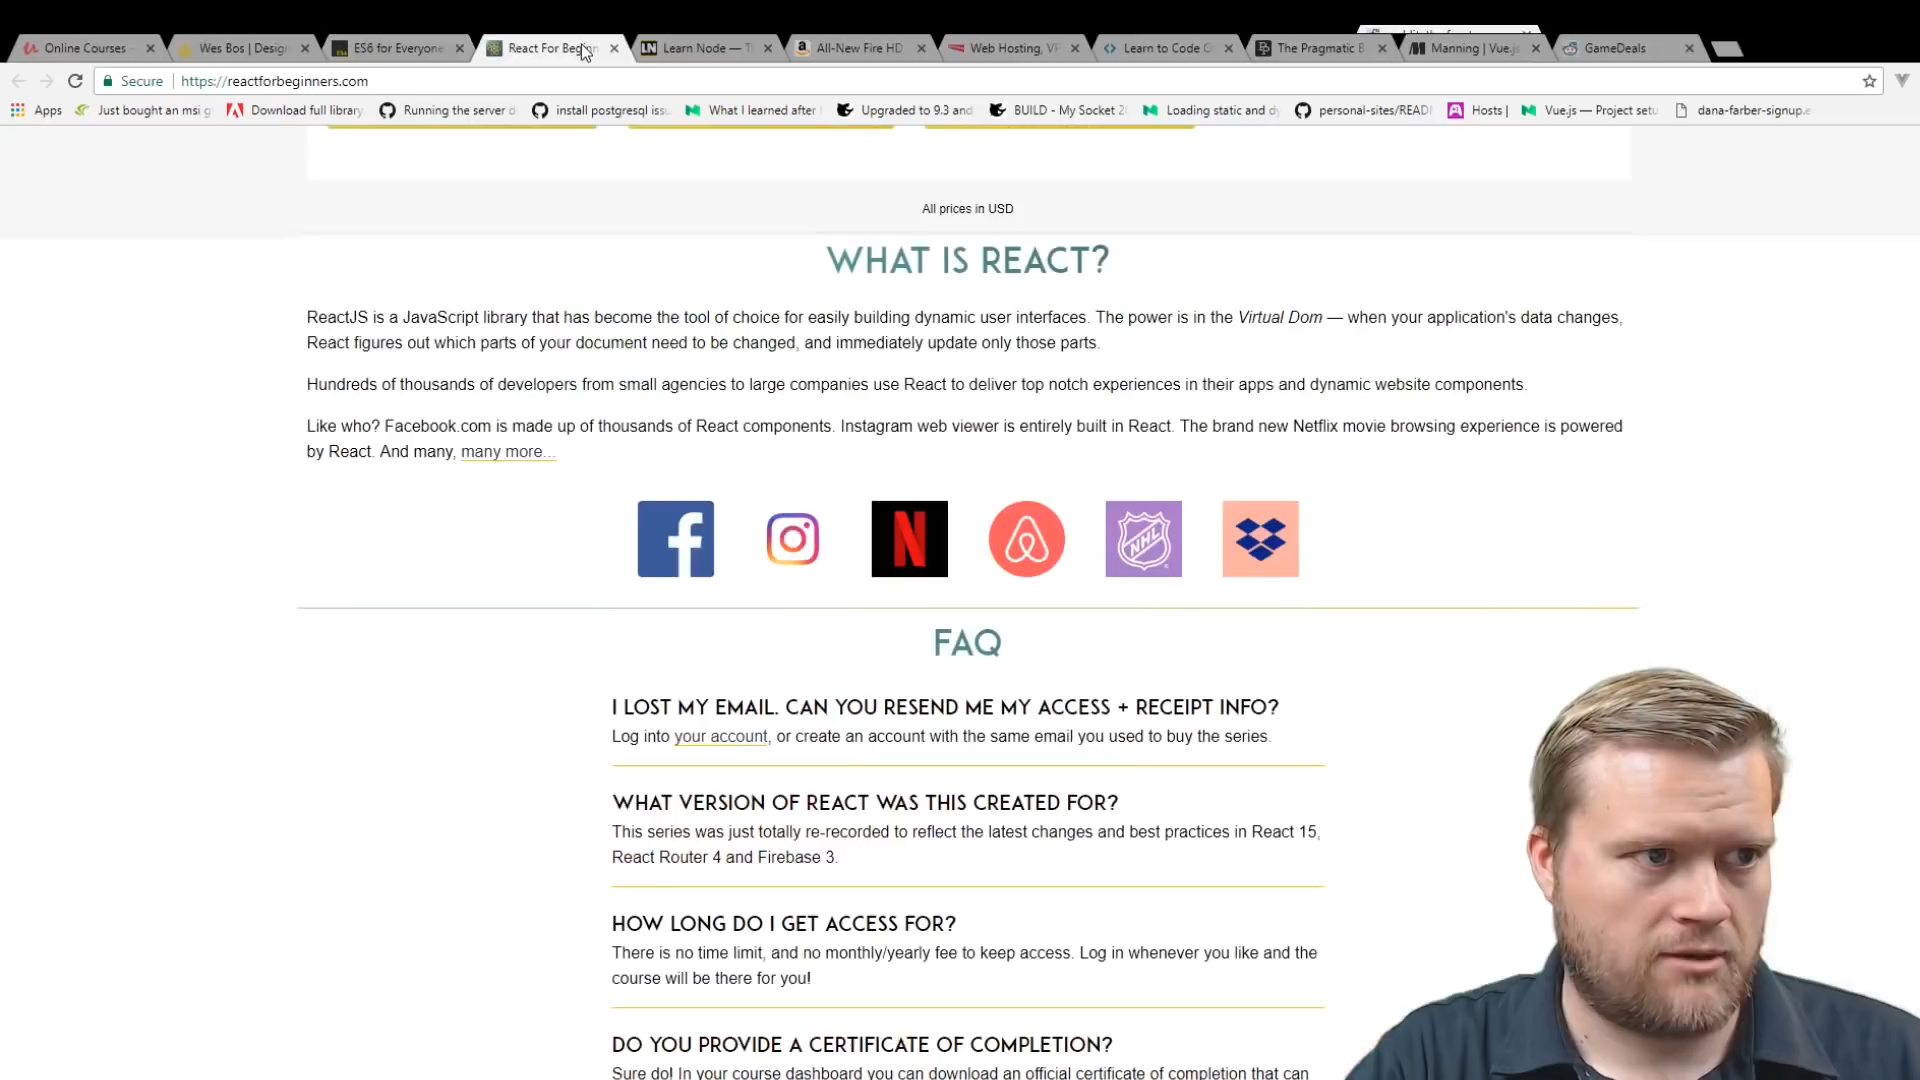 Online Courses -
Wes Bos | Design
ES6 for Everyone
React For Beginn
Learn Node — T
All-New Fire HD
Web Hosting, VP
Learn to Code
The Pragmatic B
Manning | Vue.js
GameDeals
Secure
https://reactforbeginners.com
Apps
Just bought an msi g
Download full library
Running the server d
install postgresql issu
What I learned after
Upgraded to 9.3 and
BUILD - My Socket 20
Loading static and dy
personal-sites/READ
Hosts |
Vue.js — Project setu
dana-farber-signup.e
All prices in USD
WHAT IS REACT?
ReactJS is a JavaScript library that has become the tool of choice for easily building dynamic user interfaces. The power is in the Virtual Dom — when your application's data changes,
React figures out which parts of your document need to be changed, and immediately update only those parts.
Hundreds of thousands of developers from small agencies to large companies use React to deliver top notch experiences in their apps and dynamic website components.
Like who? Facebook.com is made up of thousands of React components. Instagram web viewer is entirely built in React. The brand new Netflix movie browsing experience is powered
by React. And many, many more...
NHL
FAQ
I LOST MY EMAIL. CAN YOU RESEND ME MY ACCESS + RECEIPT INFO?
Log into your account, or create an account with the same email you used to buy the series.
WHAT VERSION OF REACT WAS THIS CREATED FOR?
This series was just totally re-recorded to reflect the latest changes and best practices in React 15,
React Router 4 and Firebase 3.
HOW LONG DO I GET ACCESS FOR?
There is no time limit, and no monthly/yearly fee to keep access. Log in whenever you like and the
course will be there for you!
DO YOU PROVIDE A CERTIFICATE OF COMPLETION?
Sure do! In your course dashboard you can download an official certificate of completion that can